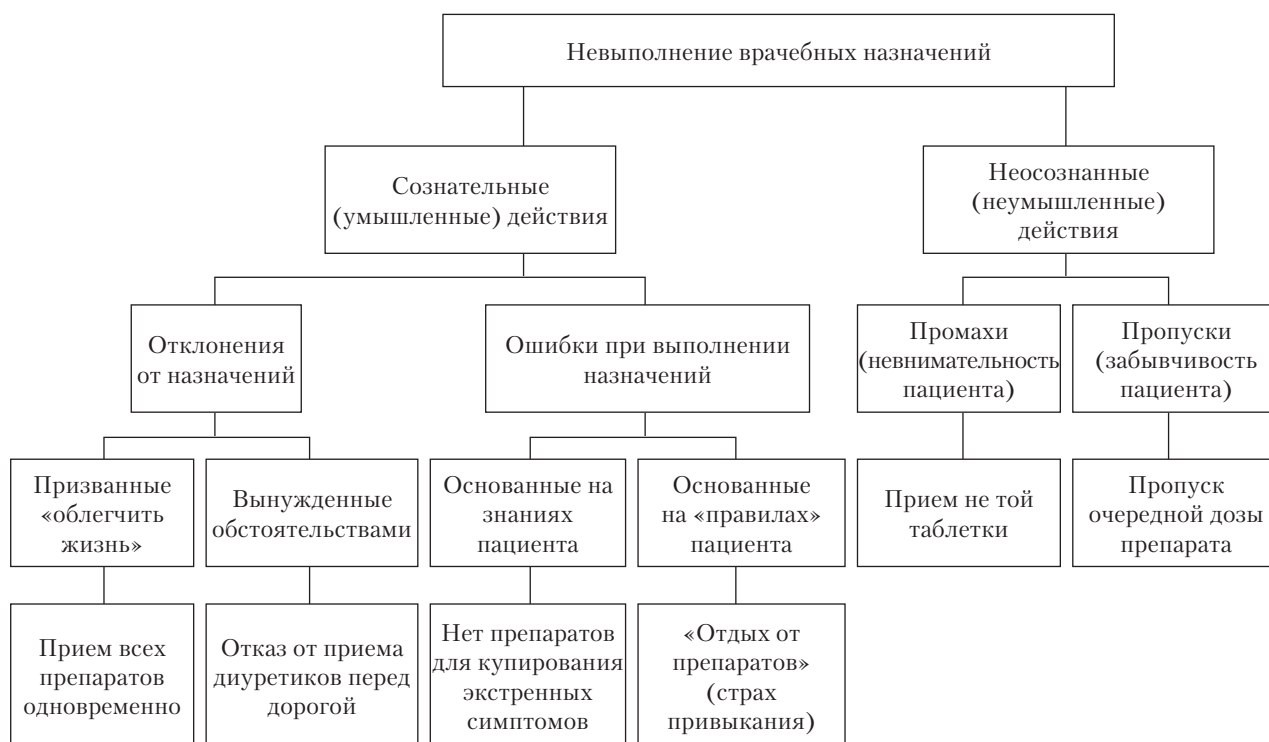 Невыполнение врачебных назначений
Сознательные
(умышленные) действия
Неосознанные
(неумышленные)
действия
Отклонения
от назначений
Ошибки при выполнении
назначений
Промахи
(невнимательность
пациента)
Пропуски
(забывчивость
пациента)
Призванные
«облегчить
жизнь»
Вынужденные
обстоятельствами
Основанные на
знаниях
пациента
Основанные
на «правилах»
пациента
Прием не той
таблетки
Пропуск
очередной дозы
препарата
Прием всех
препаратов
одновременно
Отказ от приема
диуретиков перед
дорогой
Нет препаратов
для купирования
экстренных
симптомов
«Отдых от
препаратов»
(страх
привыкания)